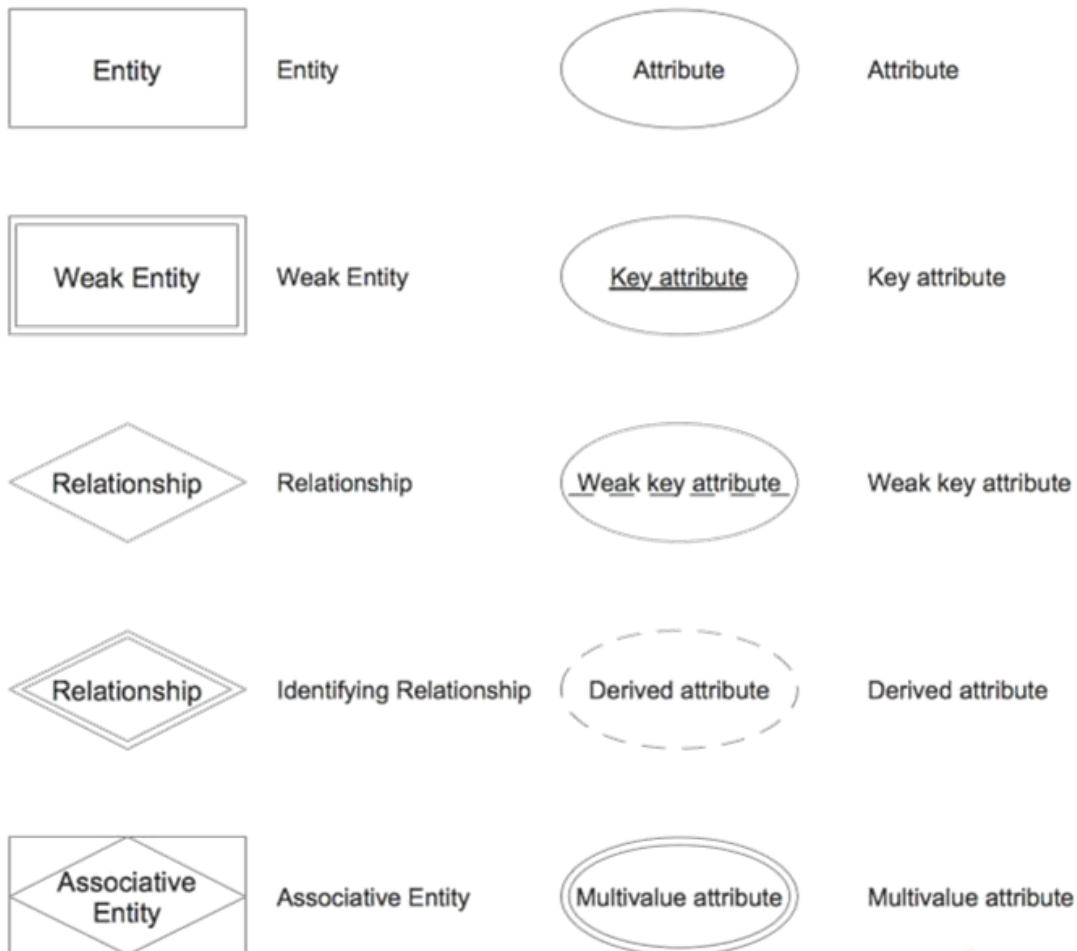 Entity
Entity
Attribute
Attribute
Weak Entity
Weak Entity
Key attribute
Key attribute
Relationship
Relationship
Weak key attribute
Weak key attribute
Relationship
Identifying Relationship
Derived attribute
Derived attribute
Associative
Entity
Associative Entity
Multivalue attribute
Multivalue attribute